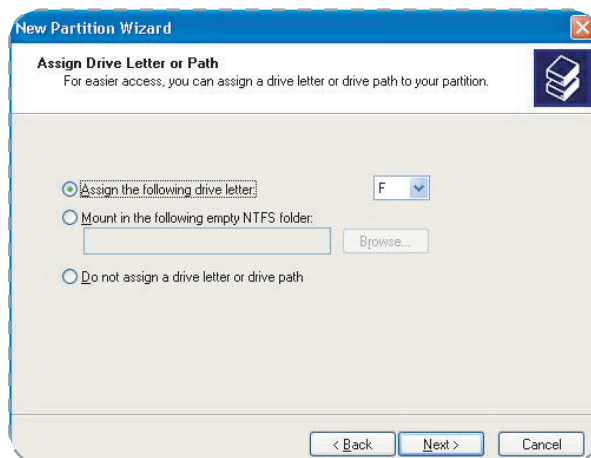 New Partition Wizard
Assign Drive Letter or Path
For easier access, you can assign a drive letter or drive path to your partition.
Assign the following drive letter: F
Mount in the following empty NTFS folder:
Browse...
Do not assign a drive letter or drive path
< Back Next > Cancel